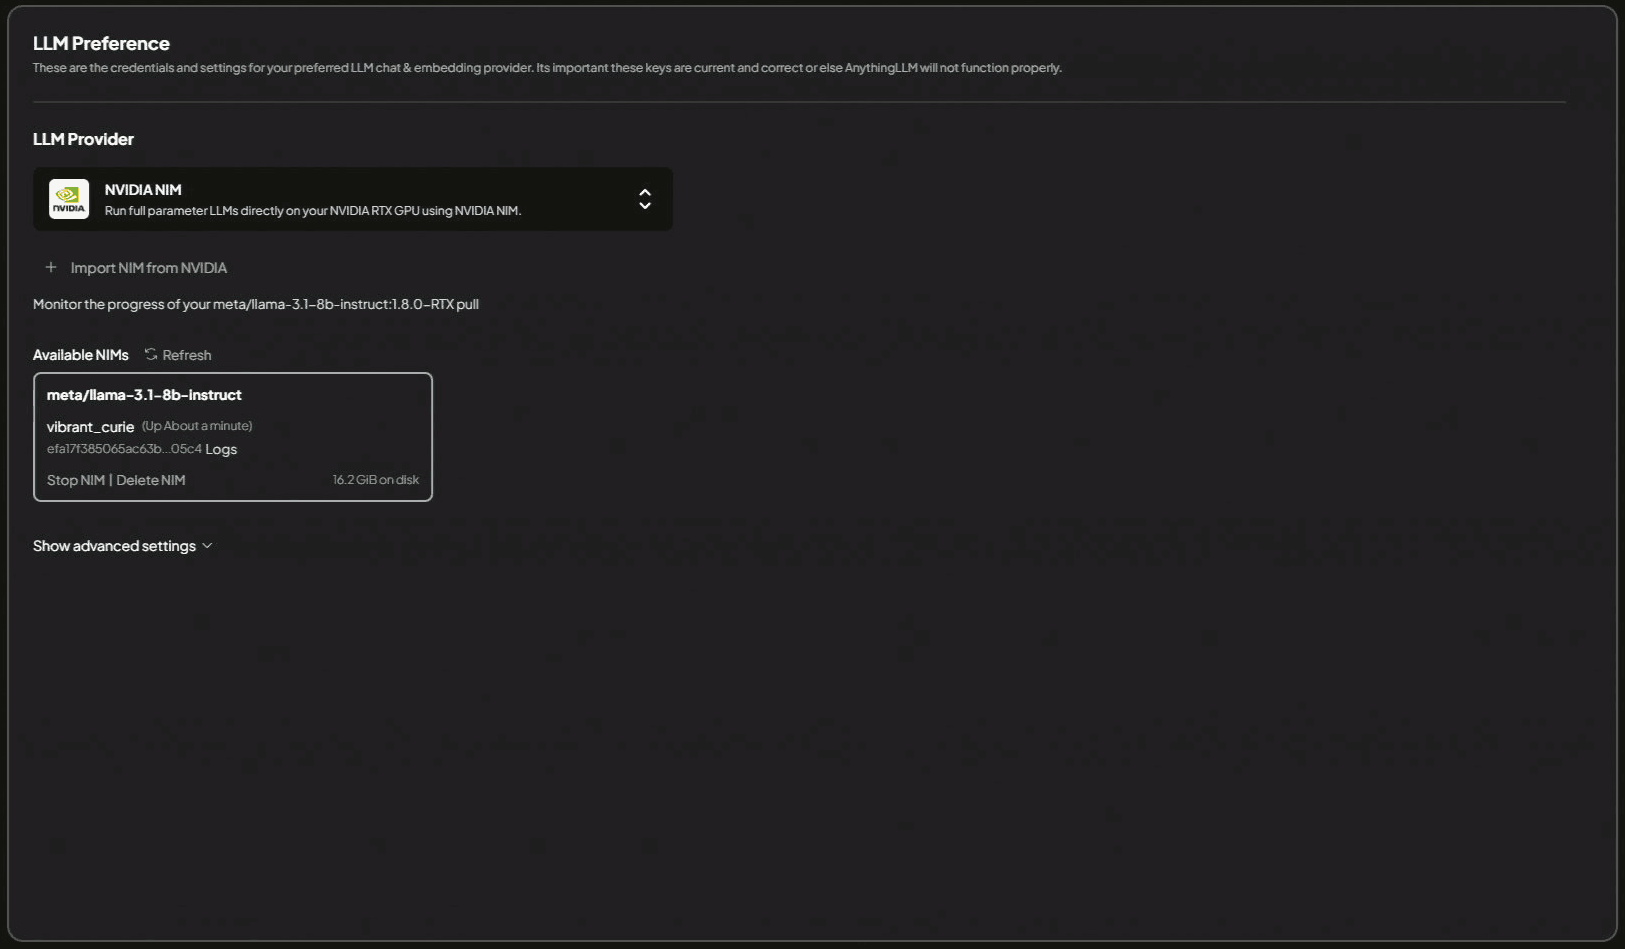 LLM Preference
These are the credentials and settings for your preferred LLM chat & embedding provider. Its important these keys are current and correct or else AnythingLLM will not function properly.
LLM Provider
NVIDIA
NVIDIA NIM
Run full parameter LLMs directly on your NVIDIA RTX GPU using NVIDIA NIM.
+ Import NIM from NVIDIA
Monitor the progress of your meta/llama-3.1-8b-instruct:1.8.0-RTX pull
Available NIMs Refresh
meta/llama-3.1-8b-instruct
vibrant_curie (Up About a minute)
efa17f385065ac63b...05c4 Logs
Stop NIM | Delete NIM 16.2 GiB on disk
Show advanced settings